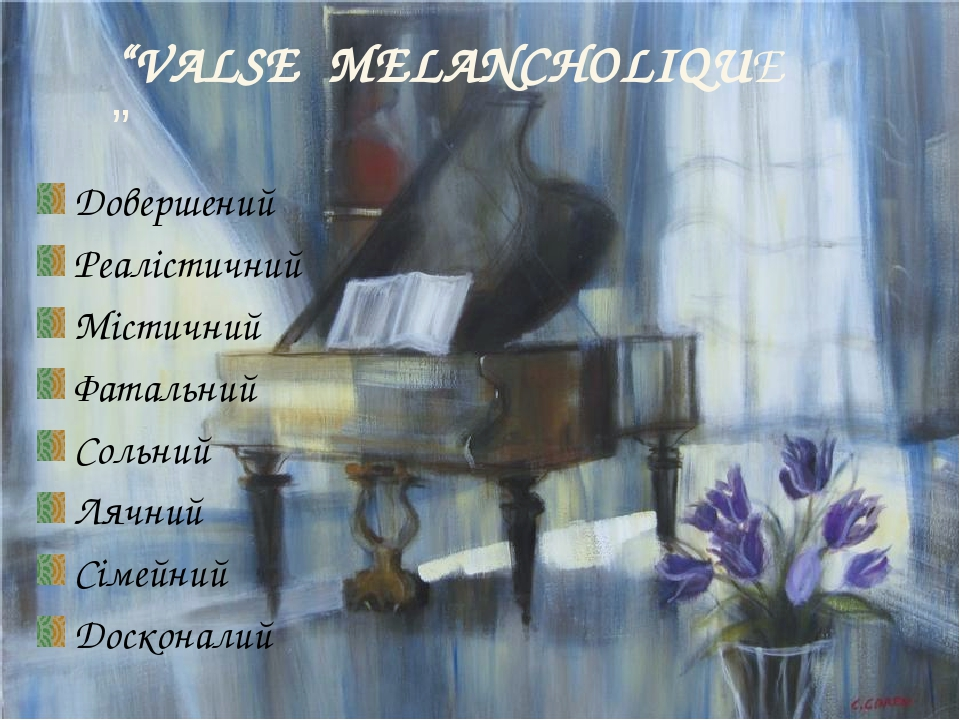 “VALSE MELANCHOLIQUE
”
Довершений
Реалістичний
Містичний
Фатальний
Сольний
Лячний
Сімейний
Досконалий